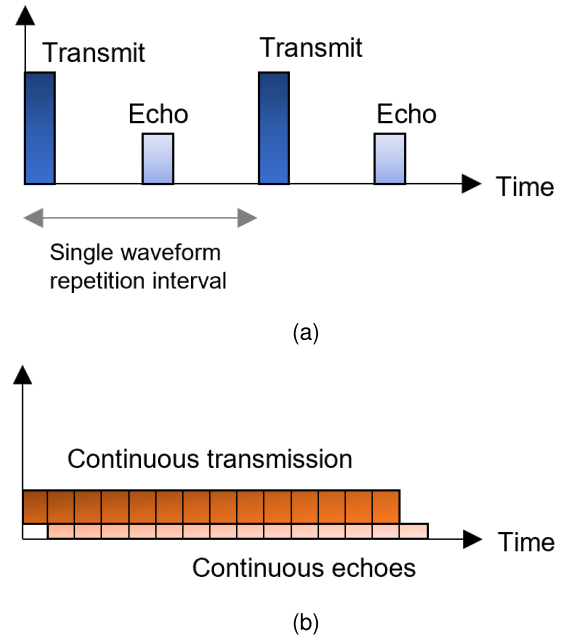 Transmit
Transmit
Echo
Echo
Time
Single waveform
repetition interval
(a)
Continuous transmission
Time
Continuous echoes
(b)